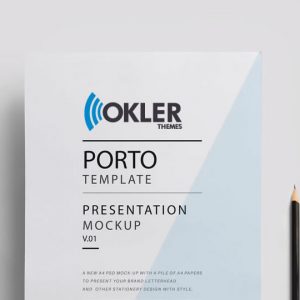 OKLER
THEMES
PORTO
TEMPLATE
PRESENTATION
MOCKUP
V.01
A NEW A4 PSD MOCK-UP WITH A PILE OF A4 PAPERS
TO PRESENT YOUR BRAND LETTERHEAD
AND OTHER STATIONERY DESIGN WITH STYLE.